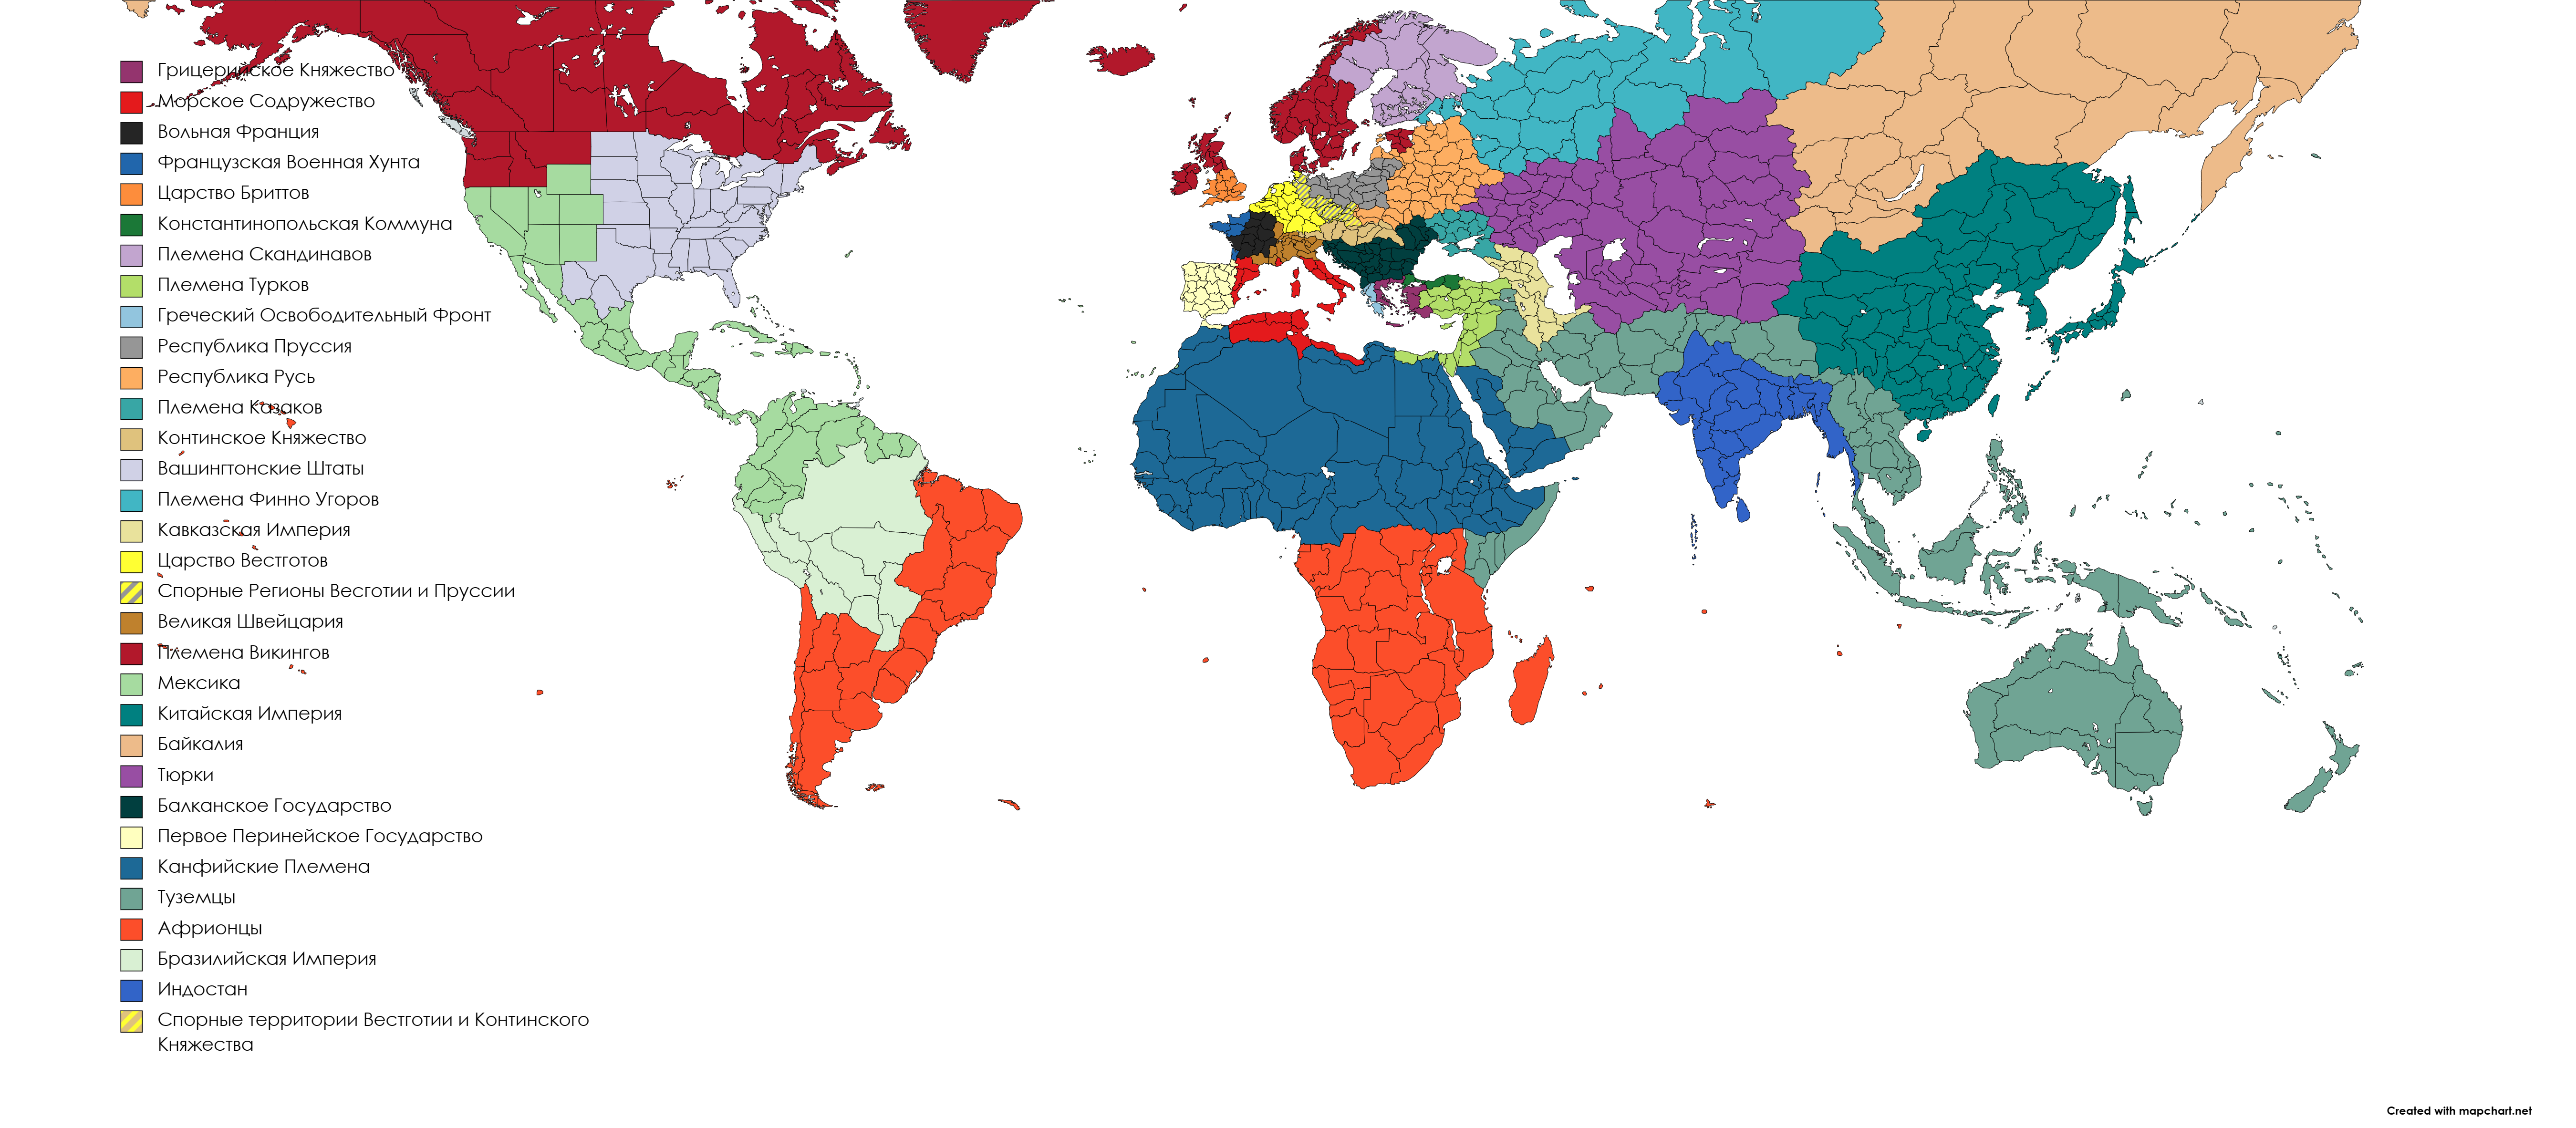 Грицерийское Княжество
Морское Содружество
Вольная Франция
Французская Военная Хунта
Царство Бриттов
Константинопольская Коммуна
Племена Скандинавов
Племена Турков
Греческий Освободительный Фронт
Республика Пруссия
Республика Русь
Племена Казаков
Континское Княжество
Вашингтонские Штаты
Племена Финно Угоров
Кавказская Империя
Царство Вестготов
Спорные Регионы Весготии и Пруссии
Великая Швейцария
Племена Викингов
Мексика
Китайская Империя
Байкалия
Тюрки
Балканское Государство
Первое Перинейское Государство
Канфийские Племена
Туземцы
Африонцы
Бразилийская Империя
Индостан
Спорные территории Вестготии и Континского
Княжества
Created with mapchart.net